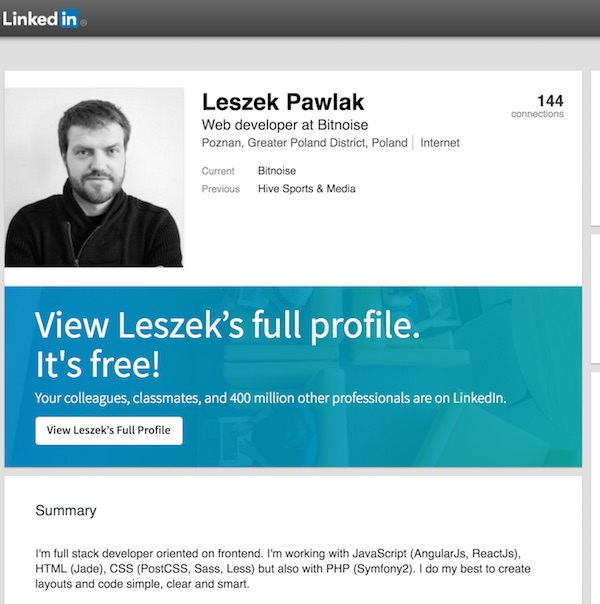 Linked in®
Leszek Pawlak
144
Web developer at Bitnoise
connections
Poznan, Greater Poland District, Poland | Internet
Current Bitnoise
Previous Hive Sports & Media
View Leszek’s full profile.
It's free!
Your colleagues, classmates, and 400 million other professionals are on LinkedIn.
View Leszek’s Full Profile
Summary
I'm full stack developer oriented on frontend. I'm working with JavaScript (AngularJs, ReactJs),
HTML (Jade), CSS (PostCSS, Sass, Less) but also with PHP (Symfony2). I do my best to create
layouts and code simple, clear and smart.